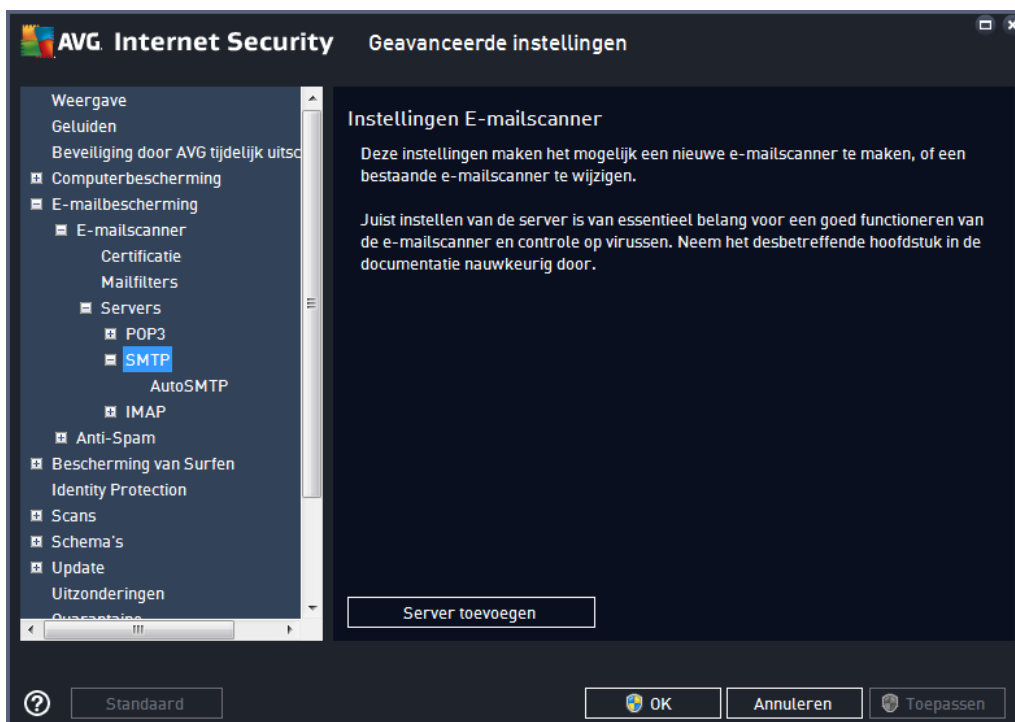 AVG. Internet Security Geavanceerde instellingen
Weergave
Geluiden
Beveiliging door AVG tijdelijk uitsc
Computerbescherming
E-mailbescherming
E-mailscanner
Certificatie
Mailfilters
Servers
POP3
SMTP
AutoSMTP
IMAP
Anti-Spam
Bescherming van Surfen
Identity Protection
Scans
Schema's
Update
Uitzonderingen
Quarantaine
Instellingen E-mailscanner
Deze instellingen maken het mogelijk een nieuwe e-mailscanner te maken, of een
bestaande e-mailscanner te wijzigen.
Juist instellen van de server is van essentieel belang voor een goed functioneren van
de e-mailscanner en controle op virussen. Neem het desbetreffende hoofdstuk in de
documentatie nauwkeurig door.
Server toevoegen
? Standaard OK Annuleren Toepassen